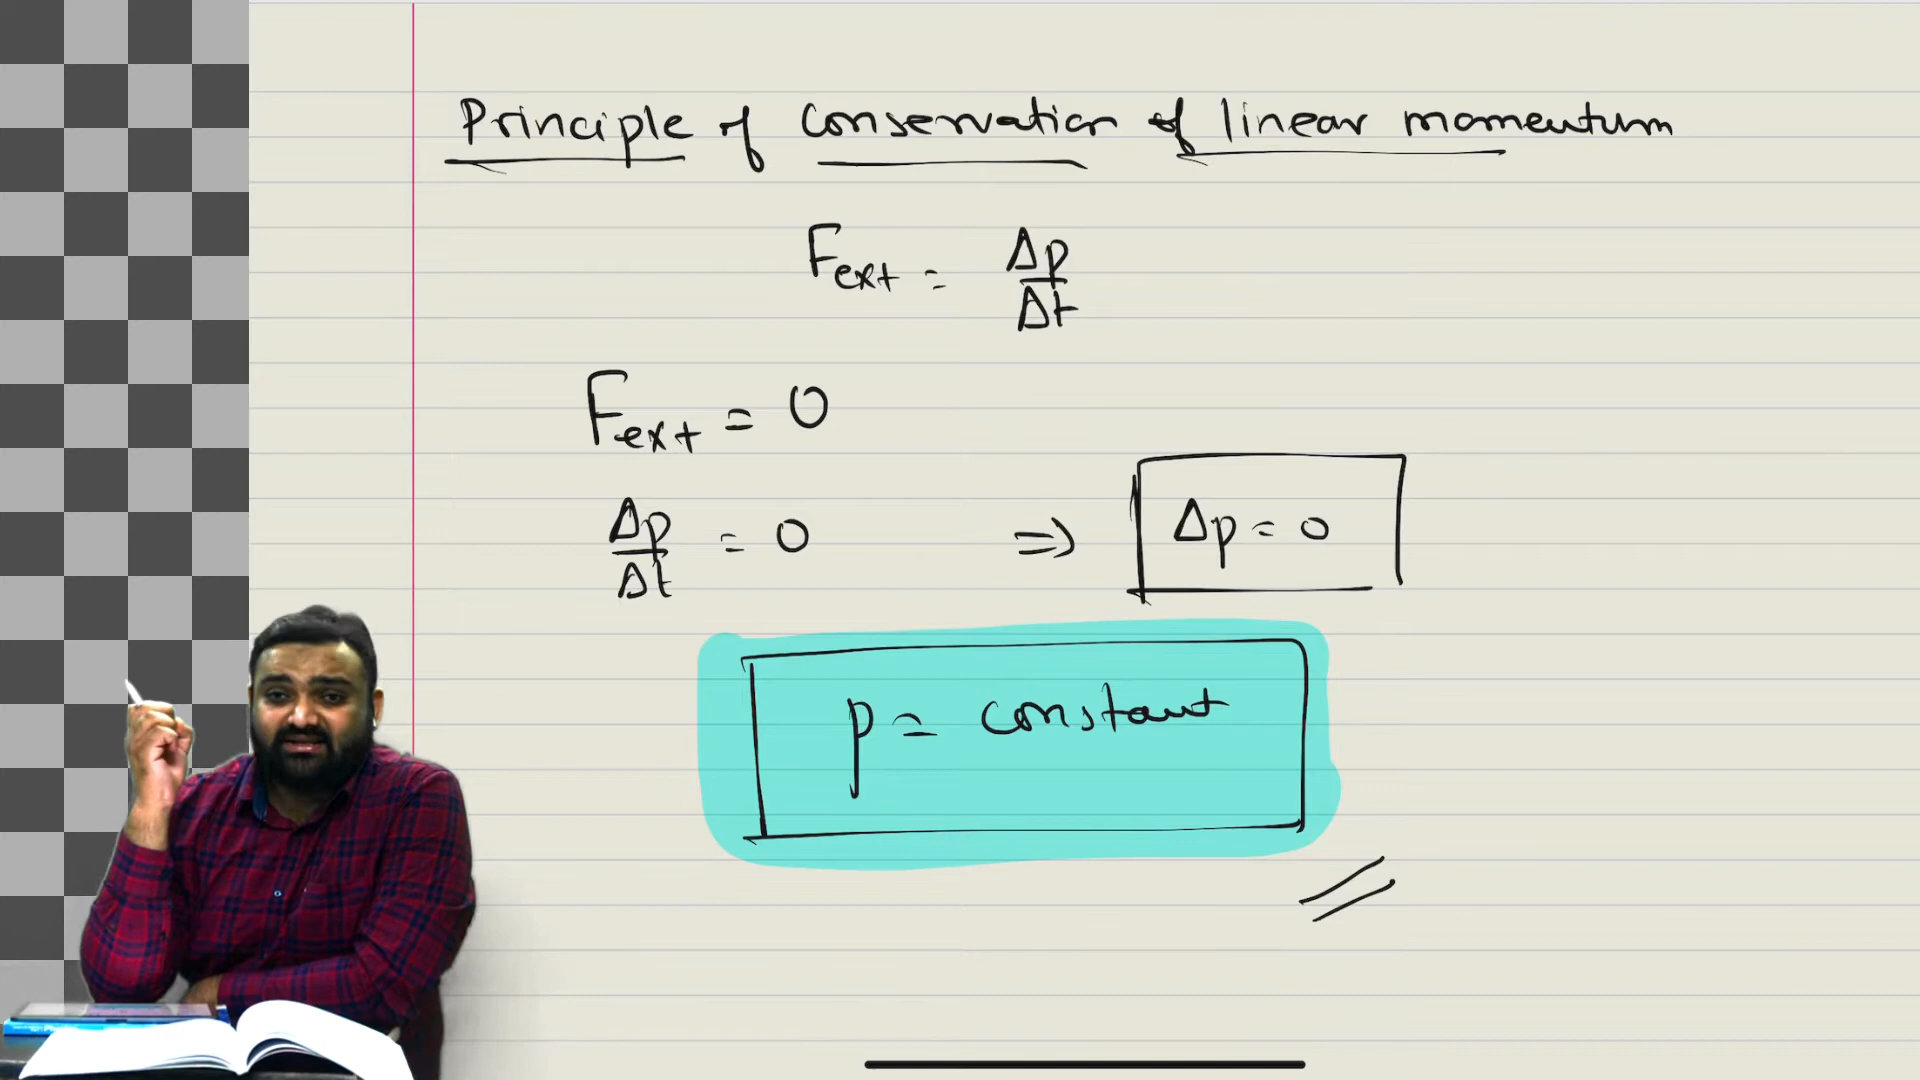 Principle of conservation of linear momentum
Fext = Δp/Δt
Fext = 0
Δp/Δt = 0 ⇒ Δp = 0
p = constant